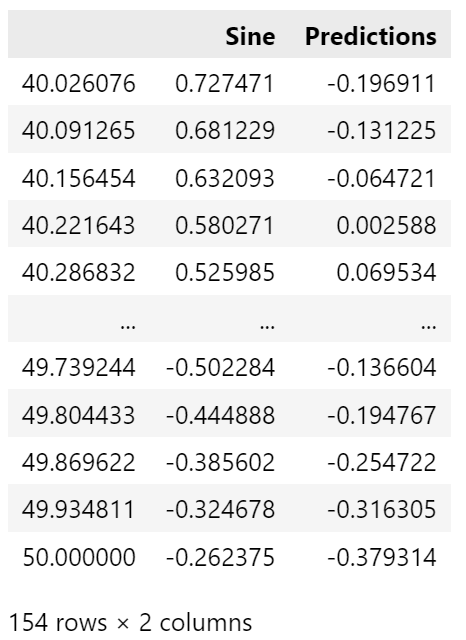 Sine Predictions
40.026076 0.727471 -0.196911
40.091265 0.681229 -0.131225
40.156454 0.632093 -0.064721
40.221643 0.580271 0.002588
40.286832 0.525985 0.069534
... ... ...
49.739244 -0.502284 -0.136604
49.804433 -0.444888 -0.194767
49.869622 -0.385602 -0.254722
49.934811 -0.324678 -0.316305
50.000000 -0.262375 -0.379314
154 rows × 2 columns